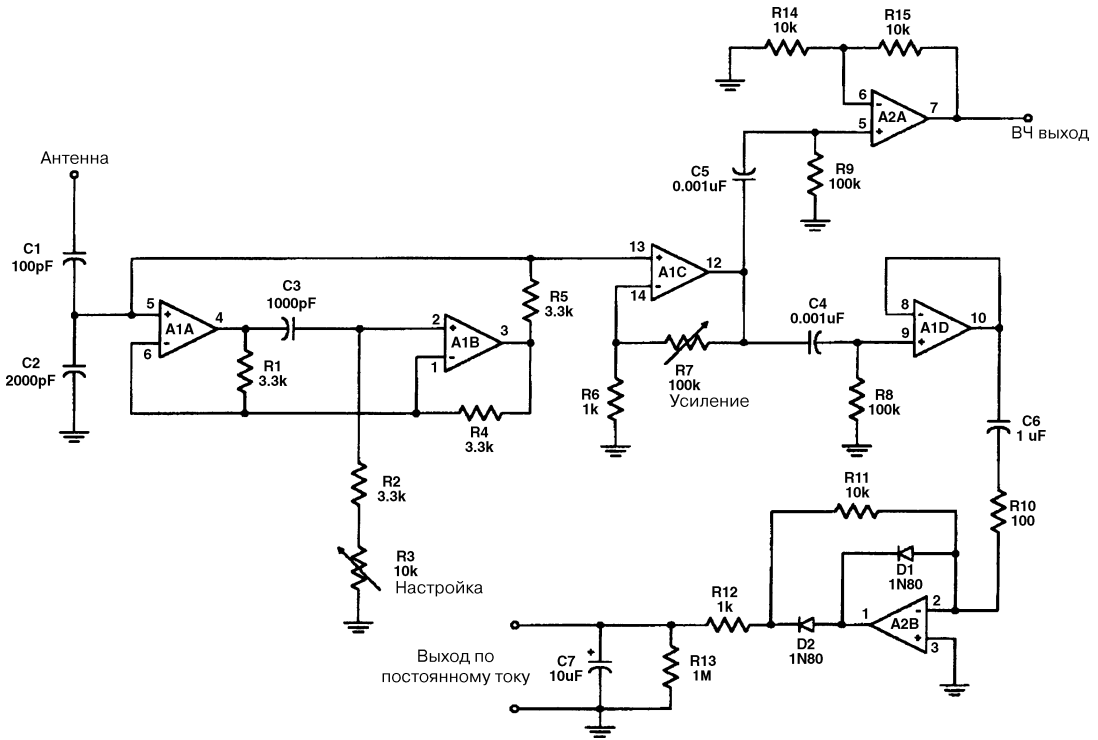 R14
10k
R15
10k
6
-
A2A
7
5
+
ВЧ выход
Антенна
C5
0.001uF
R9
100k
C1
100pF
13
+
A1C
12
14
-
C3
1000pF
R5
3.3k
5
+
A1A
4
6
-
2
+
A1B
3
1
-
C4
0.001uF
8
-
A1D
10
9
+
C2
2000pF
R1
3.3k
R7
100k
Усиление
R6
1k
R8
100k
R4
3.3k
C6
1 uF
R2
3.3k
R11
10k
R10
100
R3
10k
Настройка
D1
1N80
R12
1k
1
A2B
2
-
+
3
D2
1N80
Выход по
постоянному току
+
C7
10uF
R13
1M